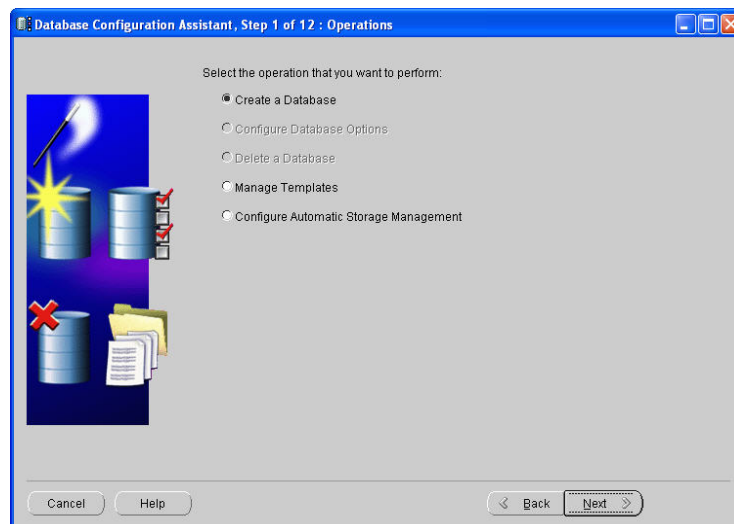 Database Configuration Assistant, Step 1 of 12 : Operations
Select the operation that you want to perform:
Create a Database
Configure Database Options
Delete a Database
Manage Templates
Configure Automatic Storage Management
Cancel
Help
Back
Next